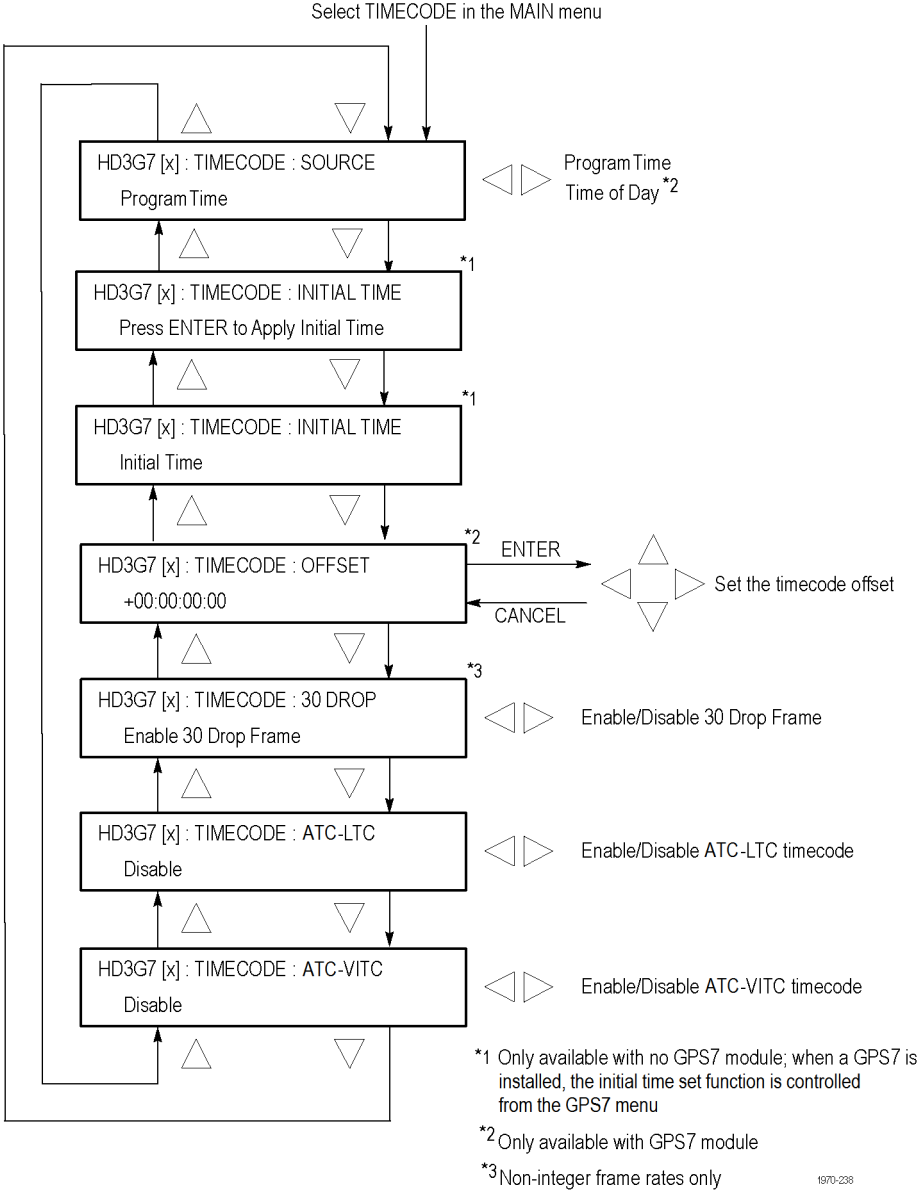 Select TIMECODE in the MAIN menu
HD3G7 [x] : TIMECODE : SOURCE
Program Time
Program Time
Time of Day *2
*1
HD3G7 [x] : TIMECODE : INITIAL TIME
Press ENTER to Apply Initial Time
*1
HD3G7 [x] : TIMECODE : INITIAL TIME
Initial Time
*2
HD3G7 [x] : TIMECODE : OFFSET
+00:00:00:00
ENTER
CANCEL
Set the timecode offset
*3
HD3G7 [x] : TIMECODE : 30 DROP
Enable 30 Drop Frame
Enable/Disable 30 Drop Frame
HD3G7 [x] : TIMECODE : ATC-LTC
Disable
Enable/Disable ATC-LTC timecode
HD3G7 [x] : TIMECODE : ATC-VITC
Disable
Enable/Disable ATC-VITC timecode
*1 Only available with no GPS7 module; when a GPS7 is
installed, the initial time set function is controlled
from the GPS7 menu
*2 Only available with GPS7 module
*3 Non-integer frame rates only
1970-238